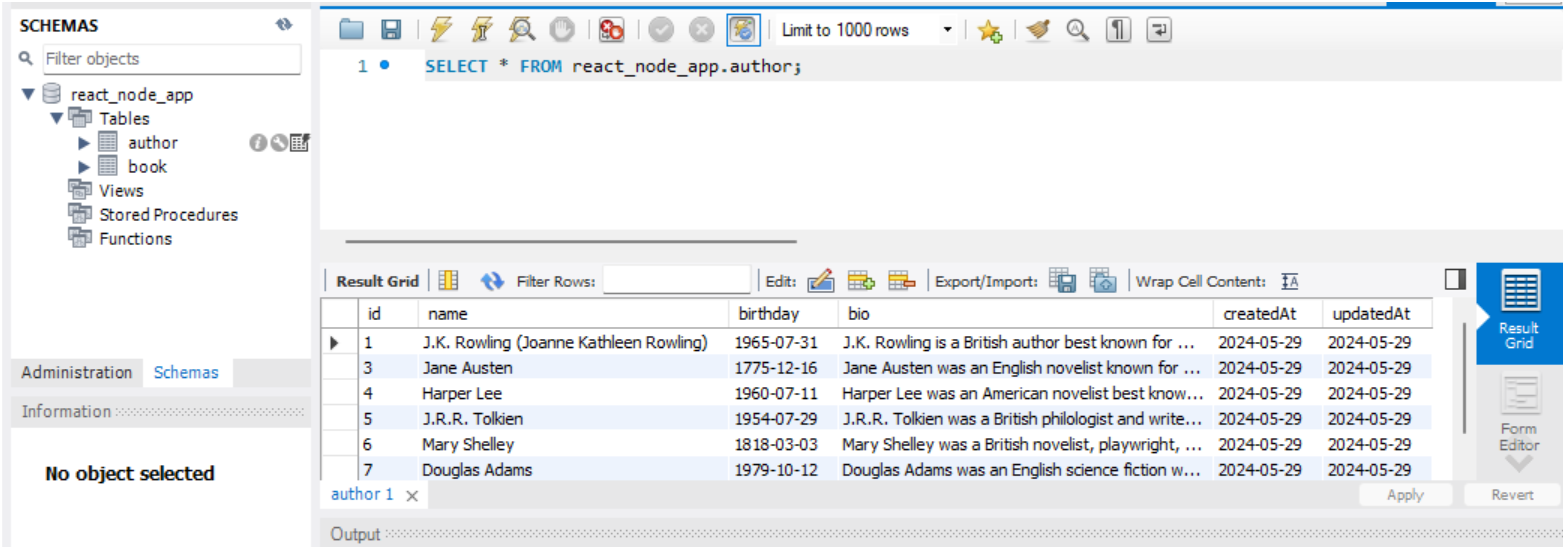 SCHEMAS
Filter objects
react_node_app
Tables
author
book
Views
Stored Procedures
Functions
Administration Schemas
Information
No object selected
Limit to 1000 rows
1 SELECT * FROM react_node_app.author;
Result Grid Filter Rows: Edit: Export/Import: Wrap Cell Content:
id name birthday bio createdAt updatedAt
1 J.K. Rowling (Joanne Kathleen Rowling) 1965-07-31 J.K. Rowling is a British author best known for ... 2024-05-29 2024-05-29
3 Jane Austen 1775-12-16 Jane Austen was an English novelist known for ... 2024-05-29 2024-05-29
4 Harper Lee 1960-07-11 Harper Lee was an American novelist best know... 2024-05-29 2024-05-29
5 J.R.R. Tolkien 1954-07-29 J.R.R. Tolkien was a British philologist and write... 2024-05-29 2024-05-29
6 Mary Shelley 1818-03-03 Mary Shelley was a British novelist, playwright, ... 2024-05-29 2024-05-29
7 Douglas Adams 1979-10-12 Douglas Adams was an English science fiction w... 2024-05-29 2024-05-29
Result
Grid
Form
Editor
author 1
Apply Revert
Output